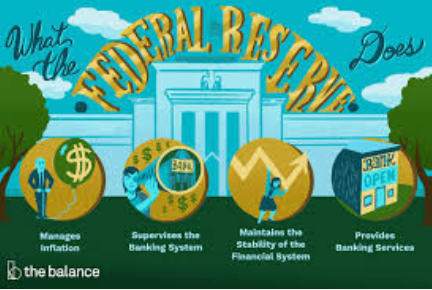 What the
FEDERAL RESERVE
Does
$
$
$
$
$
BANK
BANK
OPEN
Manages
Inflation
Supervises the
Banking System
Maintains the
Stability of the
Financial System
Provides
Banking Services
the balance